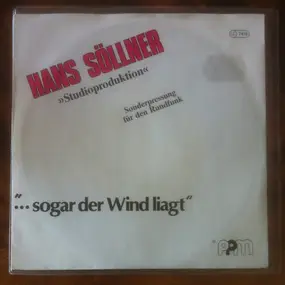 HANS SÖLLNER
»Studioproduktion«
Sonderpressung
für den Rundfunk
"... sogar der Wind liagt"